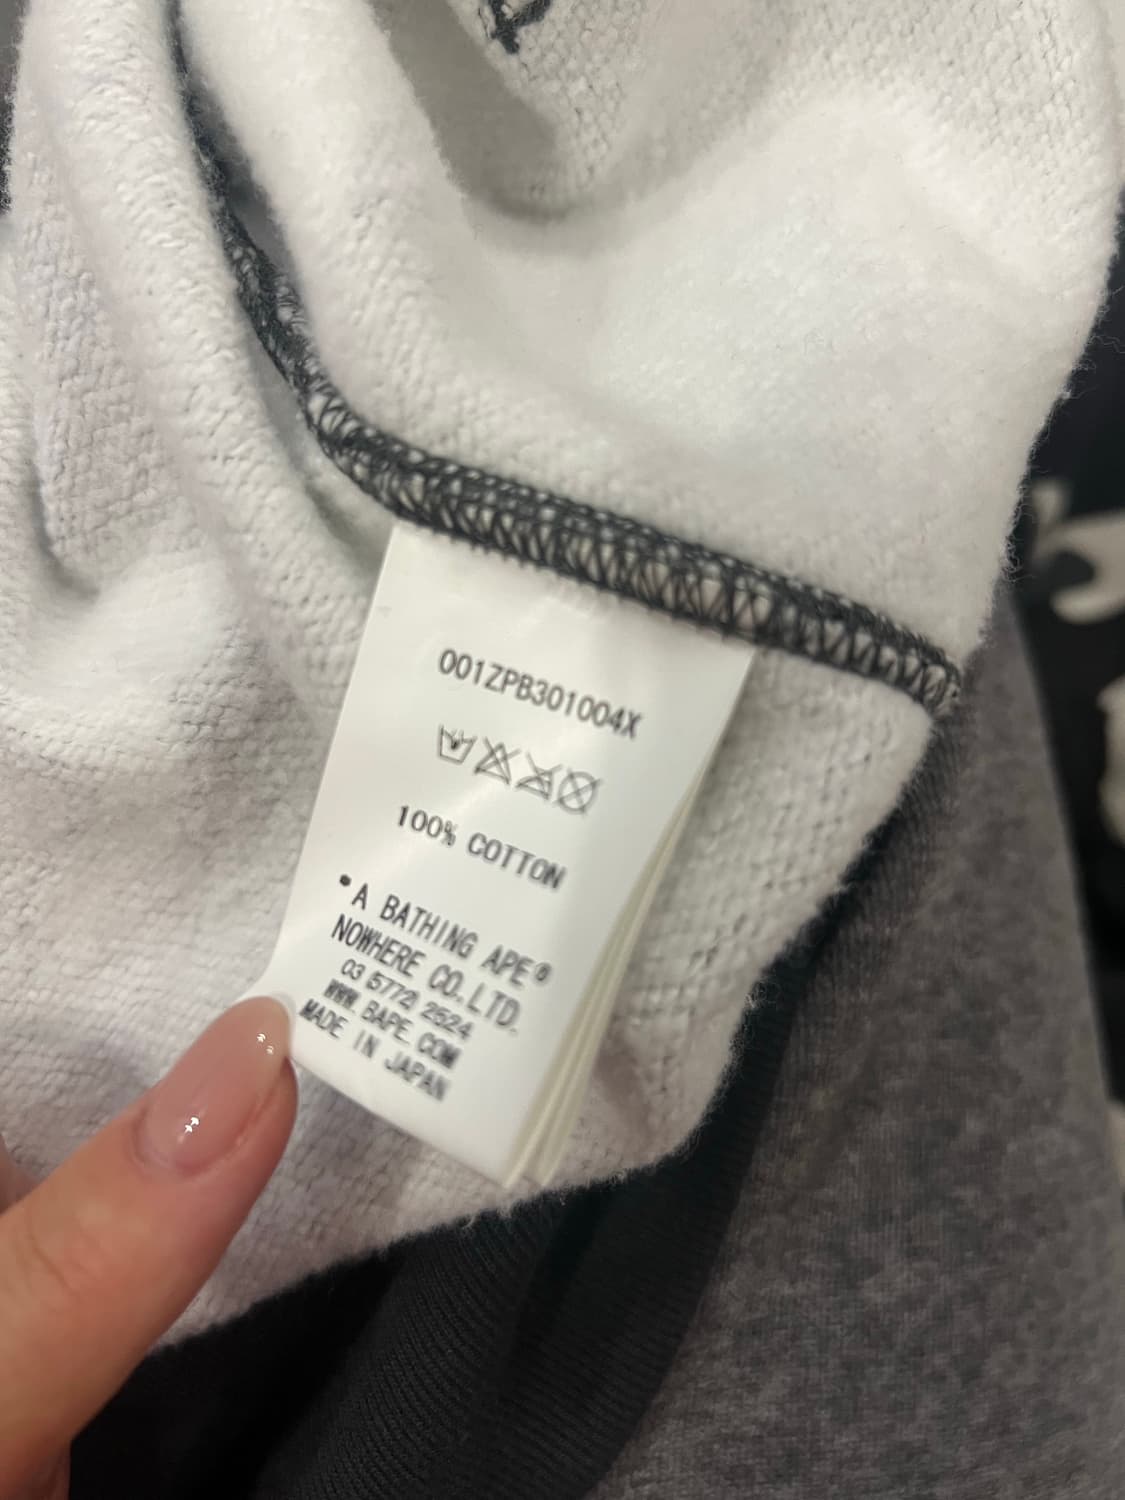 001ZPB301004X
100% COTTON
•A BATHING APE®
NOWHERE CO.LTD.
03 5772 2524
WWW.BAPE.COM
MADE IN JAPAN